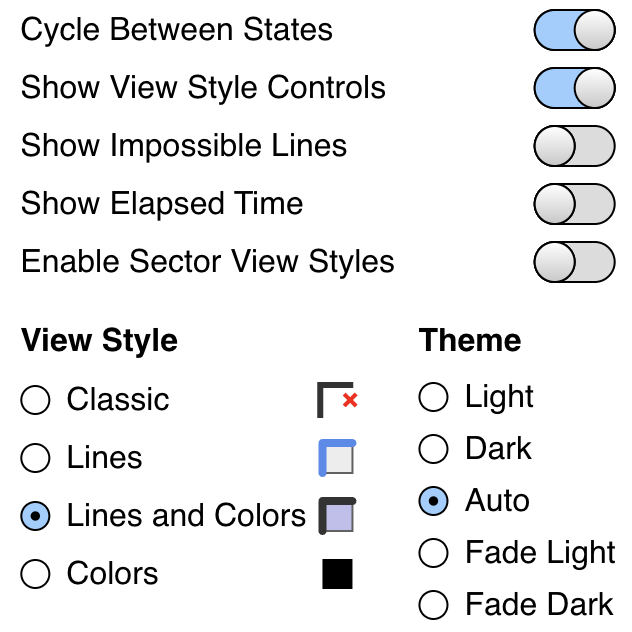 Cycle Between States
Show View Style Controls
Show Impossible Lines
Show Elapsed Time
Enable Sector View Styles
View Style
Classic
Lines
Lines and Colors
Colors
Theme
Light
Dark
Auto
Fade Light
Fade Dark